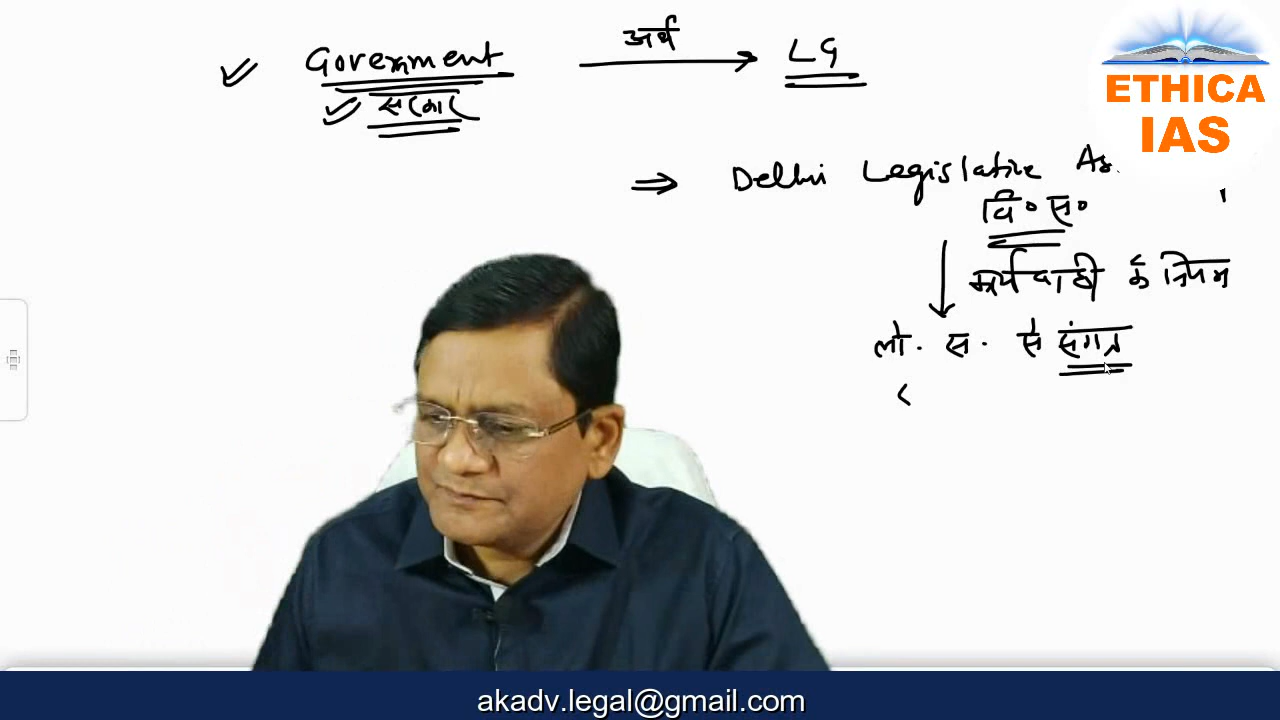 Government अर्थ LG
सरकार
⇒ Delhi Legislative As.
वि० स०
कार्यवाही के नियम
लो. स. से संगत
ETHICA
IAS
akadv.legal@gmail.com